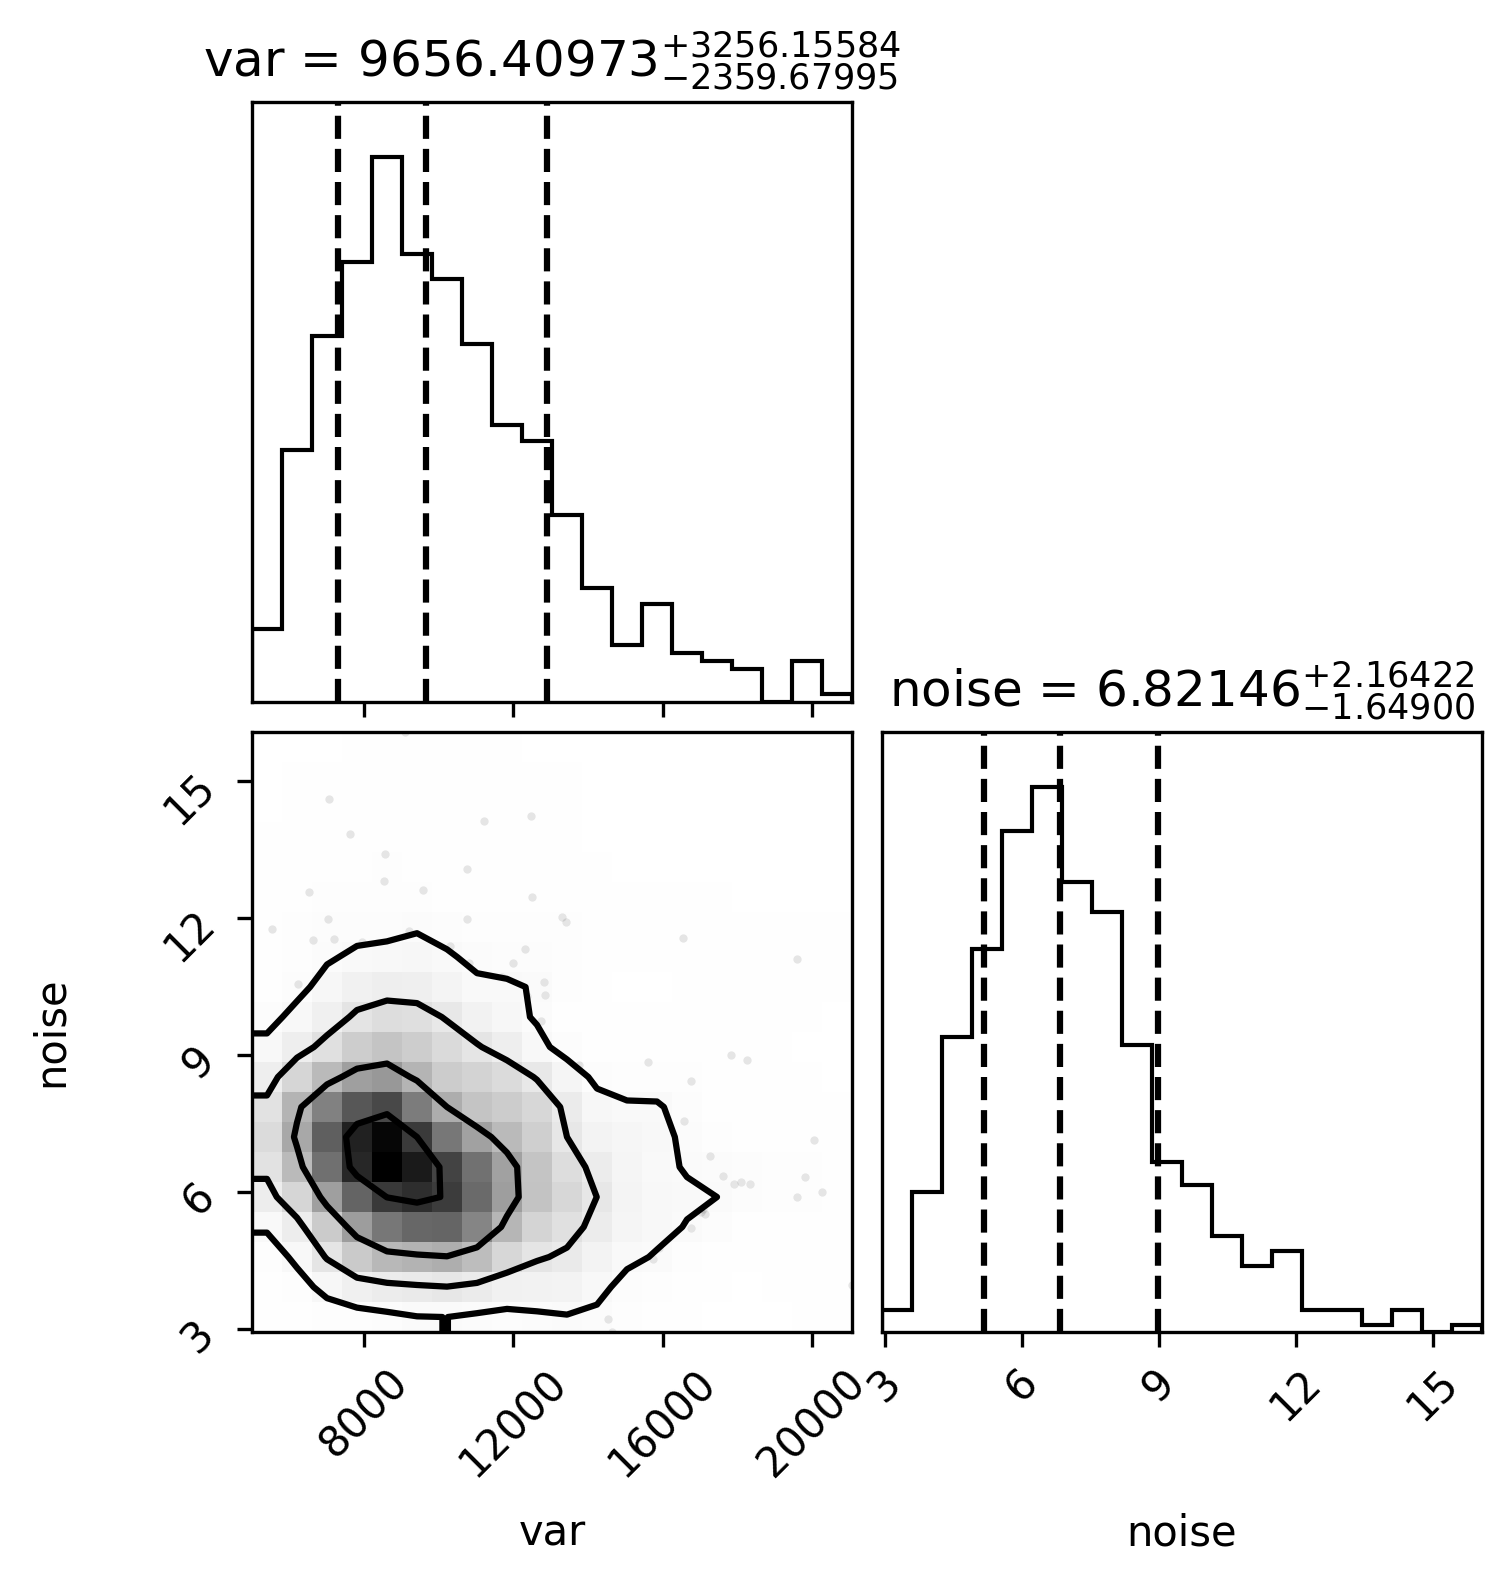 var = 9656.40973 +3256.15584 −2359.67995
noise = 6.82146 +2.16422 −1.64900
15
12
9
6
3
noise
8000 12000 16000 20000
3 6 9 12 15
var
noise